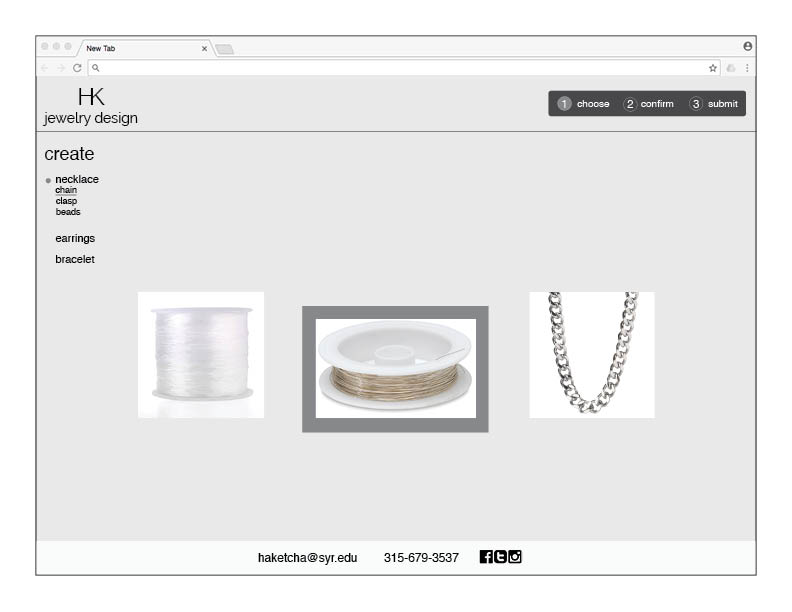 New Tab
HK
jewelry design
1 choose 2 confirm 3 submit
create
necklace
chain
clasp
beads
earrings
bracelet
haketcha@syr.edu 315-679-3537